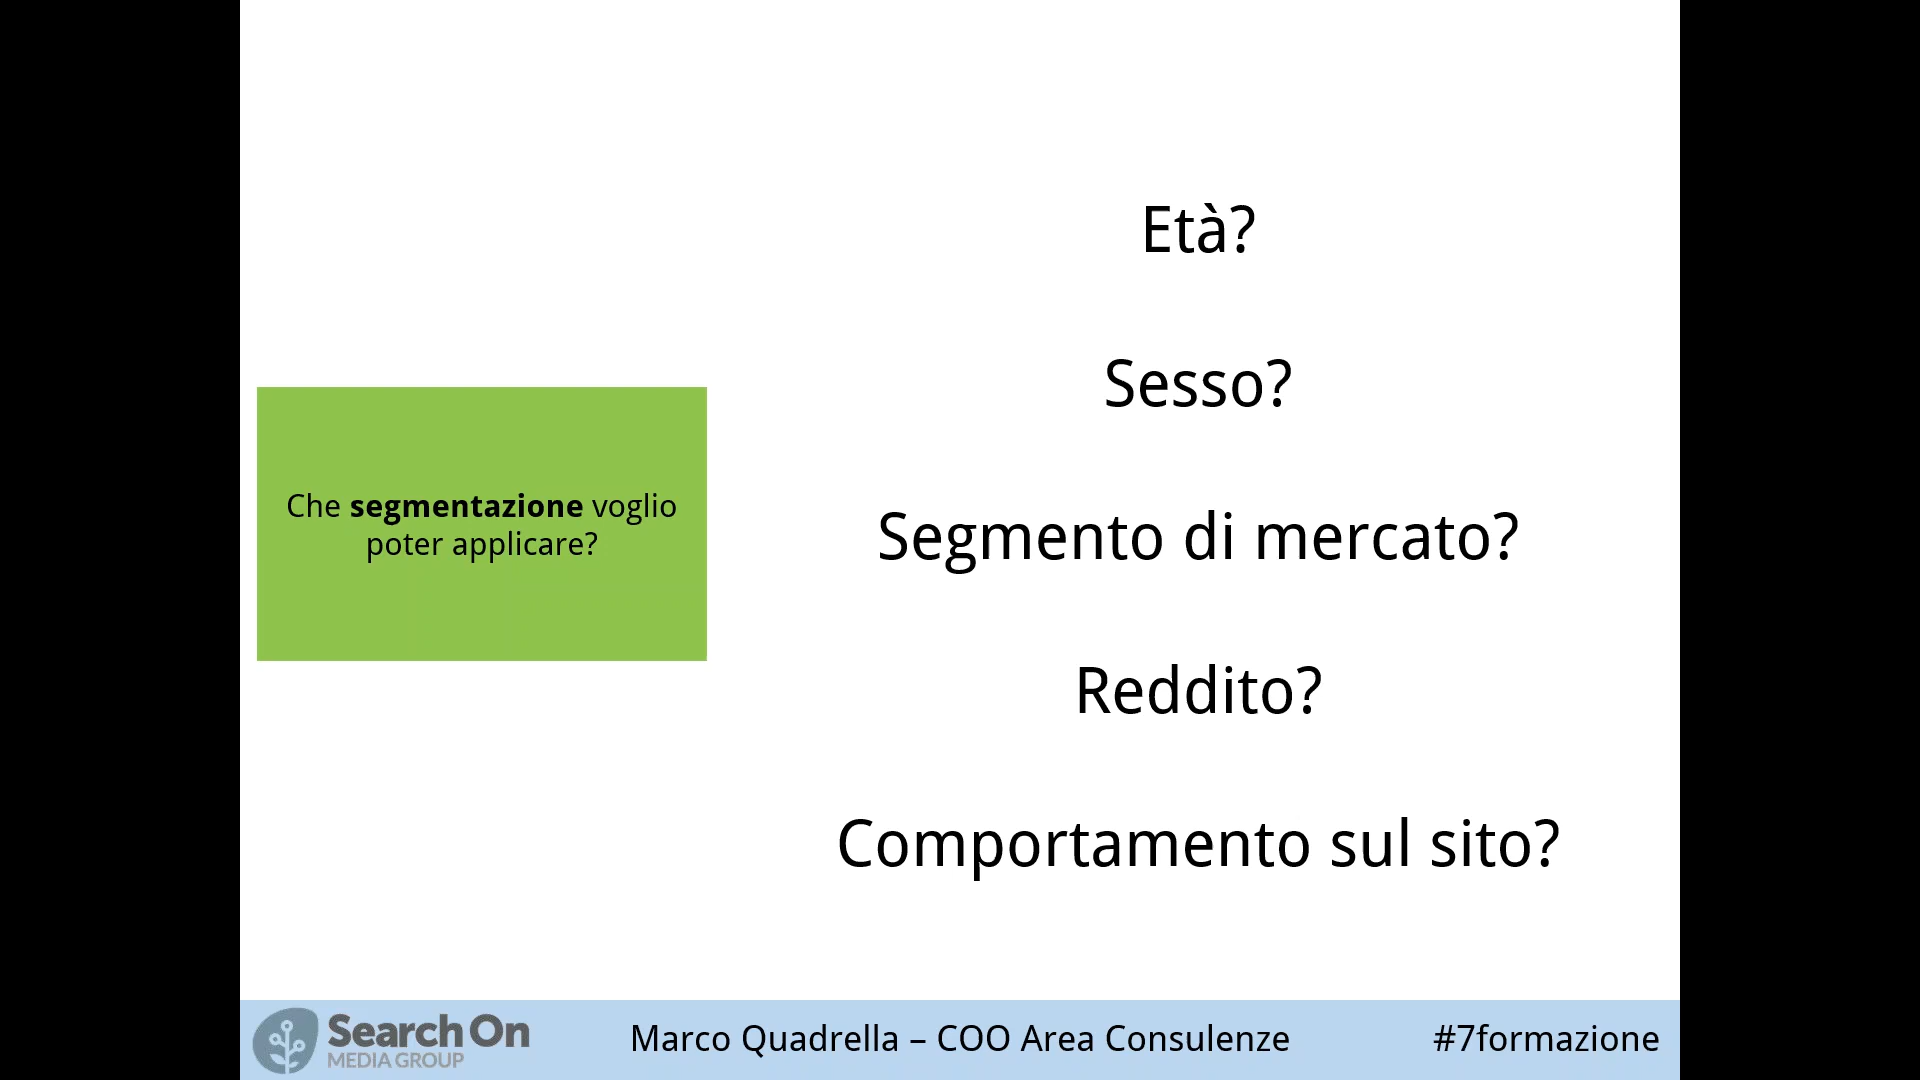 Che segmentazione voglio
poter applicare?
Età?
Sesso?
Segmento di mercato?
Reddito?
Comportamento sul sito?
Search On
MEDIA GROUP
Marco Quadrella – COO Area Consulenze
#7formazione